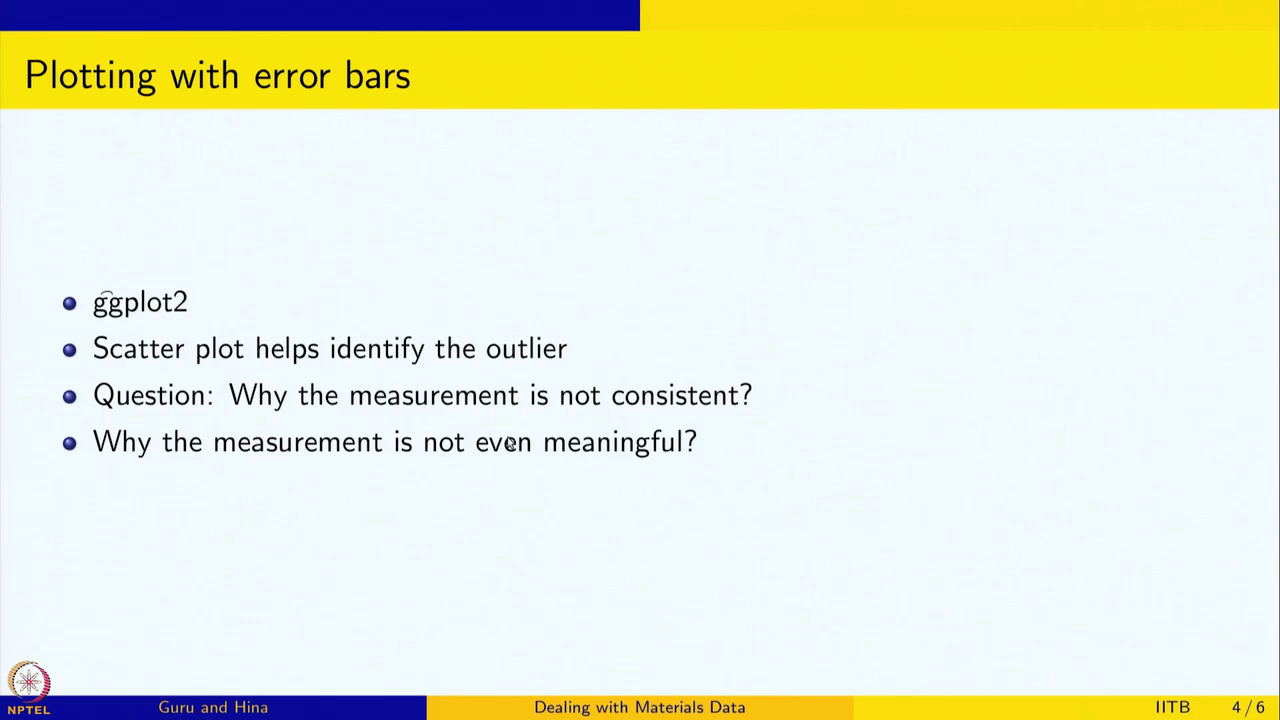 Plotting with error bars
ggplot2
Scatter plot helps identify the outlier
Question: Why the measurement is not consistent?
Why the measurement is not even meaningful?
NPTEL
Guru and Hina
Dealing with Materials Data
IITB
4 / 6